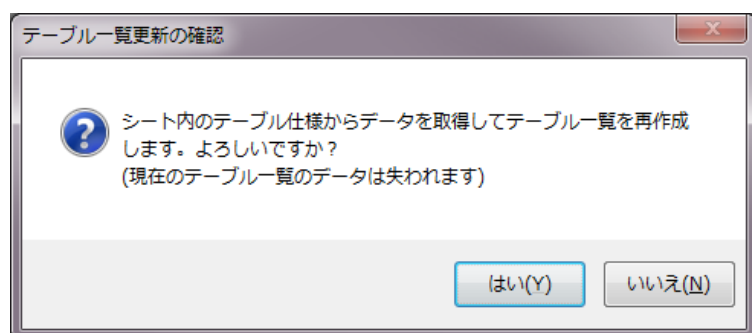 テーブル一覧更新の確認
シート内のテーブル仕様からデータを取得してテーブル一覧を再作成
します。よろしいですか？
(現在のテーブル一覧のデータは失われます)
はい(Y)
いいえ(N)